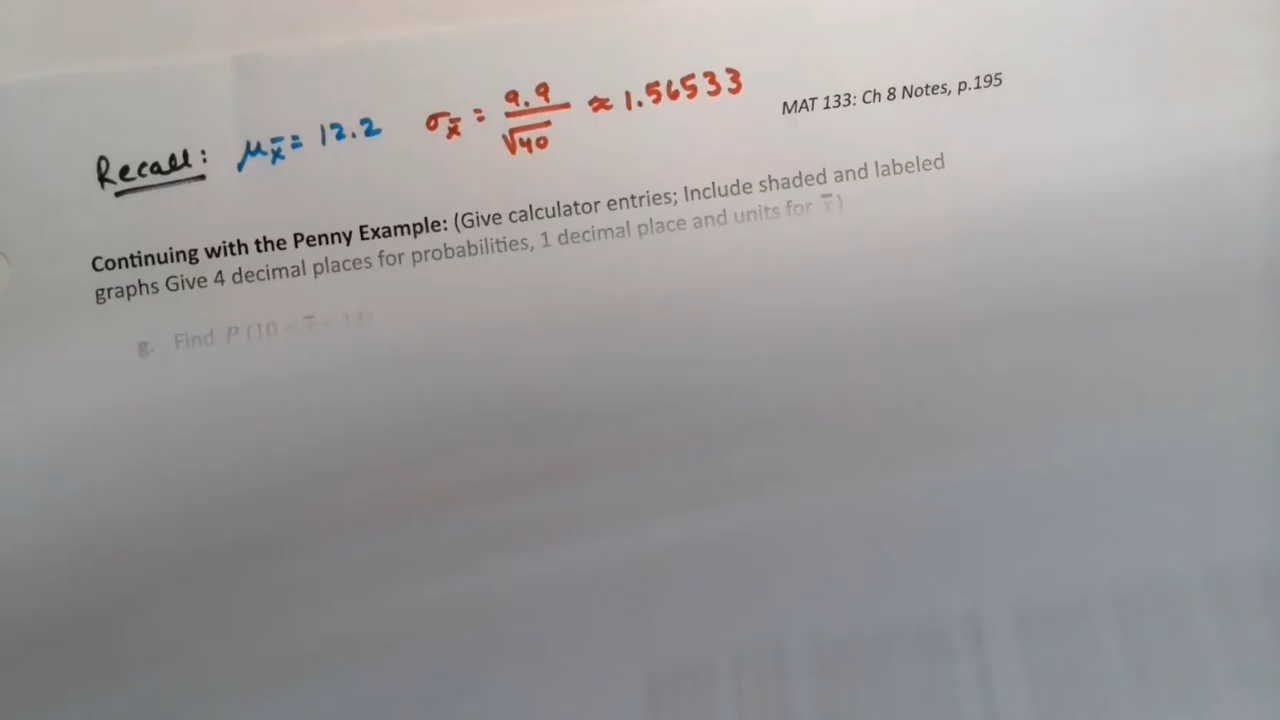 MAT 133: Ch 8 Notes, p.195
Recall: μx̄ = 12.2 σx̄ = 9.9/√40 ≈ 1.56533
Continuing with the Penny Example: (Give calculator entries; Include shaded and labeled
graphs Give 4 decimal places for probabilities, 1 decimal place and units for x̄)
g. Find P(10 < x̄ <